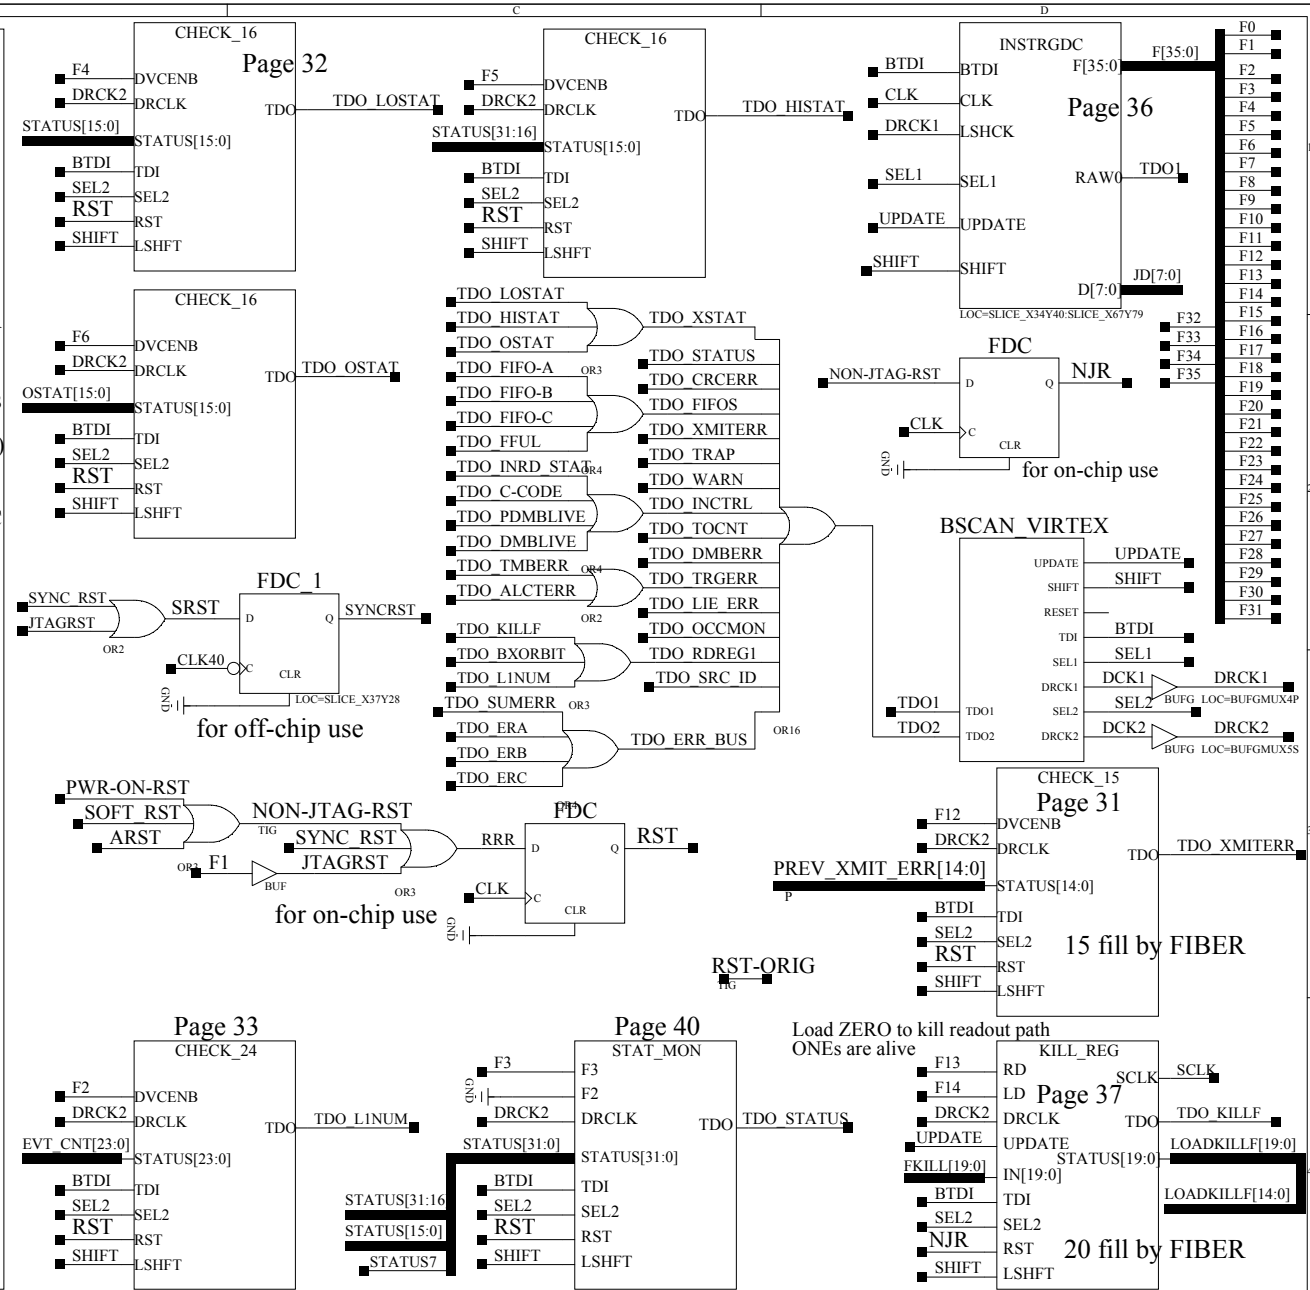 C
D
CHECK_16
Page 32
F4
DVCENB
DRCK2
DRCLK
TDO
TDO_LOSTAT
STATUS[15:0]
STATUS[15:0]
BTDI
TDI
SEL2
SEL2
RST
RST
SHIFT
LSHFT
CHECK_16
F5
DVCENB
DRCK2
DRCLK
TDO
TDO_HISTAT
STATUS[31:16]
STATUS[15:0]
BTDI
TDI
SEL2
SEL2
RST
RST
SHIFT
LSHFT
INSTRGDC
Page 36
BTDI
BTDI
F[35:0]
F[35:0]
CLK
CLK
DRCK1
LSHCK
SEL1
SEL1
RAW0
TDO1
UPDATE
UPDATE
SHIFT
SHIFT
D[7:0]
JD[7:0]
LOC=SLICE_X34Y40:SLICE_X67Y79
F0
F1
F2
F3
F4
F5
F6
F7
F8
F9
F10
F11
F12
F13
F14
F15
F16
F17
F18
F19
F20
F21
F22
F23
F24
F25
F26
F27
F28
F29
F30
F31
F32
F33
F34
F35
CHECK_16
F6
DVCENB
DRCK2
DRCLK
TDO
TDO_OSTAT
OSTAT[15:0]
STATUS[15:0]
BTDI
TDI
SEL2
SEL2
RST
RST
SHIFT
LSHFT
TDO_LOSTAT
TDO_HISTAT
TDO_OSTAT
OR3
TDO_FIFO-A
TDO_FIFO-B
TDO_FIFO-C
TDO_FFUL
OR4
TDO_INRD_STAT
TDO_C-CODE
TDO_PDMBLIVE
TDO_DMBLIVE
OR4
TDO_TMBERR
TDO_ALCTERR
OR2
TDO_KILLF
TDO_BXORBIT
TDO_L1NUM
OR3
TDO_SUMERR
TDO_ERA
TDO_ERB
TDO_ERC
OR4
TDO_XSTAT
TDO_STATUS
TDO_CRCERR
TDO_FIFOS
TDO_XMITERR
TDO_TRAP
TDO_WARN
TDO_INCTRL
TDO_TOCNT
TDO_DMBERR
TDO_TRGERR
TDO_LIE_ERR
TDO_OCCMON
TDO_RDREG1
TDO_SRC_ID
TDO_ERR_BUS
OR16
FDC
NON-JTAG-RST
D
Q
NJR
CLK
C
CLR
GND
for on-chip use
BSCAN_VIRTEX
UPDATE
UPDATE
SHIFT
SHIFT
RESET
TDI
BTDI
SEL1
SEL1
DRCK1
DCK1
BUFG
DRCK1
LOC=BUFGMUX4P
TDO1
TDO1
SEL2
SEL2
TDO2
TDO2
DRCK2
DCK2
BUFG
DRCK2
LOC=BUFGMUX5S
SYNC_RST
JTAGRST
OR2
SRST
FDC_1
D
Q
SYNCRST
CLK40
C
CLR
GND
LOC=SLICE_X37Y28
for off-chip use
PWR-ON-RST
SOFT_RST
ARST
OR3
NON-JTAG-RST
TIG
SYNC_RST
F1
BUF
JTAGRST
OR3
RRR
FDC
D
Q
RST
CLK
C
CLR
GND
for on-chip use
RST-ORIG
TIG
CHECK_15
Page 31
F12
DVCENB
DRCK2
DRCLK
TDO
TDO_XMITERR
PREV_XMIT_ERR[14:0]
P
STATUS[14:0]
BTDI
TDI
SEL2
SEL2
15 fill by FIBER
RST
RST
SHIFT
LSHFT
Page 33
CHECK_24
F2
DVCENB
DRCK2
DRCLK
TDO
TDO_L1NUM
EVT_CNT[23:0]
STATUS[23:0]
BTDI
TDI
SEL2
SEL2
RST
RST
SHIFT
LSHFT
Page 40
STAT_MON
F3
F3
GND
F2
DRCK2
DRCLK
TDO
TDO_STATUS
STATUS[31:0]
STATUS[31:0]
BTDI
TDI
STATUS[31:16]
SEL2
SEL2
STATUS[15:0]
RST
RST
STATUS7
SHIFT
LSHFT
Load ZERO to kill readout path
ONEs are alive
KILL_REG
Page 37
F13
RD
SCLK
SCLK
F14
LD
DRCK2
DRCLK
TDO
TDO_KILLF
UPDATE
UPDATE
STATUS[19:0]
LOADKILLF[19:0]
FKILL[19:0]
IN[19:0]
BTDI
TDI
LOADKILLF[14:0]
SEL2
SEL2
NJR
RST
20 fill by FIBER
SHIFT
LSHFT